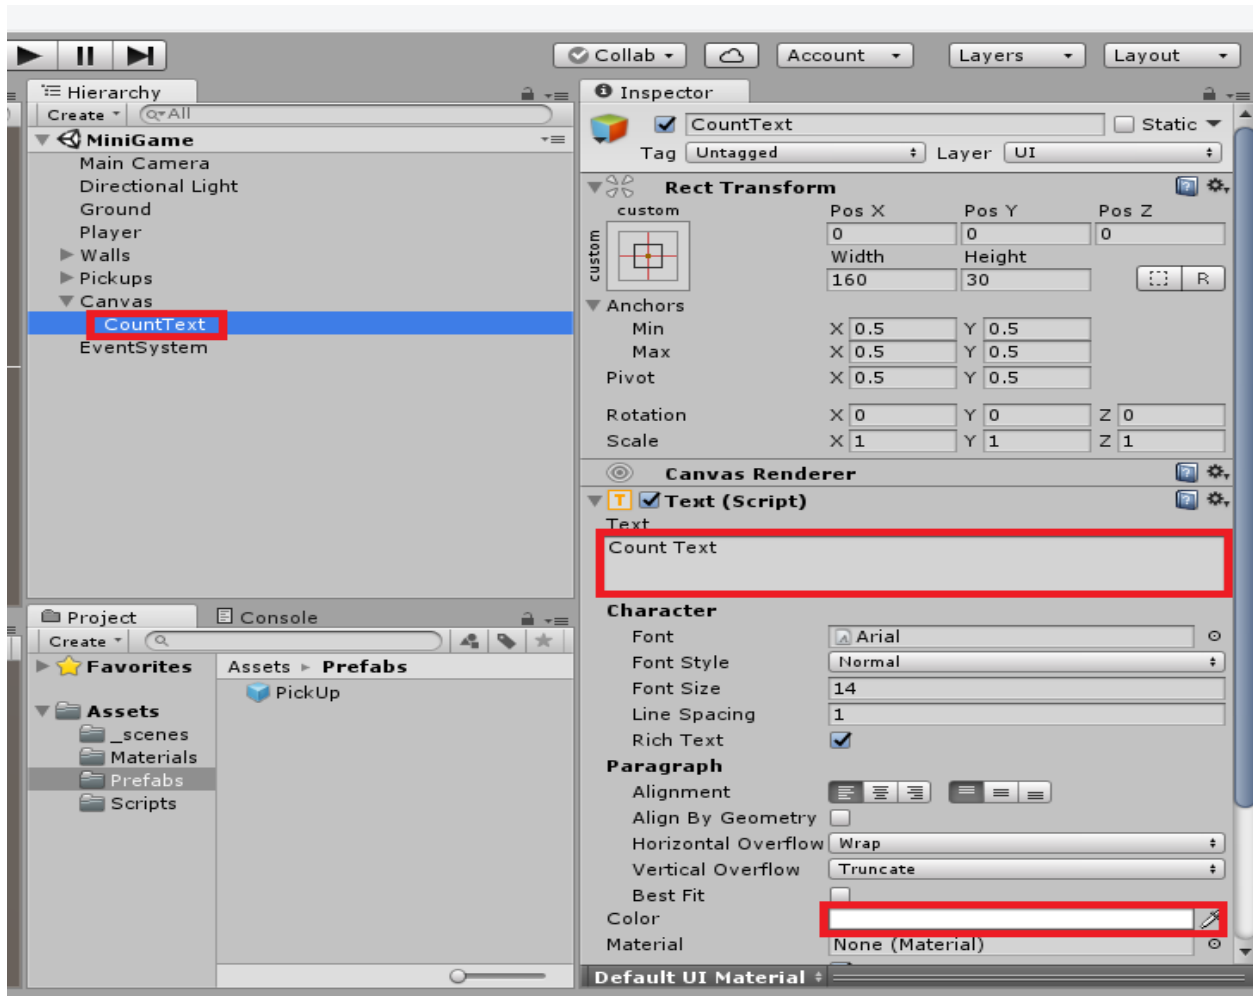 Collab Account Layers Layout
Hierarchy
Create All
MiniGame
Main Camera
Directional Light
Ground
Player
Walls
Pickups
Canvas
CountText
EventSystem
Project Console
Create
Favorites
Assets
_scenes
Materials
Prefabs
Scripts
Assets Prefabs
PickUp
Inspector
CountText Static
Tag Untagged Layer UI
Rect Transform
custom Pos X Pos Y Pos Z
custom
0 0 0
Width Height
160 30 R
Anchors
Min X 0.5 Y 0.5
Max X 0.5 Y 0.5
Pivot X 0.5 Y 0.5
Rotation X 0 Y 0 Z 0
Scale X 1 Y 1 Z 1
Canvas Renderer
T Text (Script)
Text
Count Text
Character
Font Arial
Font Style Normal
Font Size 14
Line Spacing 1
Rich Text
Paragraph
Alignment
Align By Geometry
Horizontal Overflow Wrap
Vertical Overflow Truncate
Best Fit
Color
Material None (Material)
Default UI Material